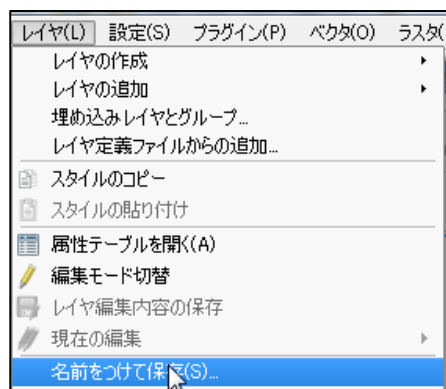 レイヤ(L) 設定(S) プラグイン(P) ベクタ(O) ラスタ(
レイヤの作成
レイヤの追加
埋め込みレイヤとグループ...
レイヤ定義ファイルからの追加...
スタイルのコピー
スタイルの貼り付け
属性テーブルを開く(A)
編集モード切替
レイヤ編集内容の保存
現在の編集
名前をつけて保存(S)...